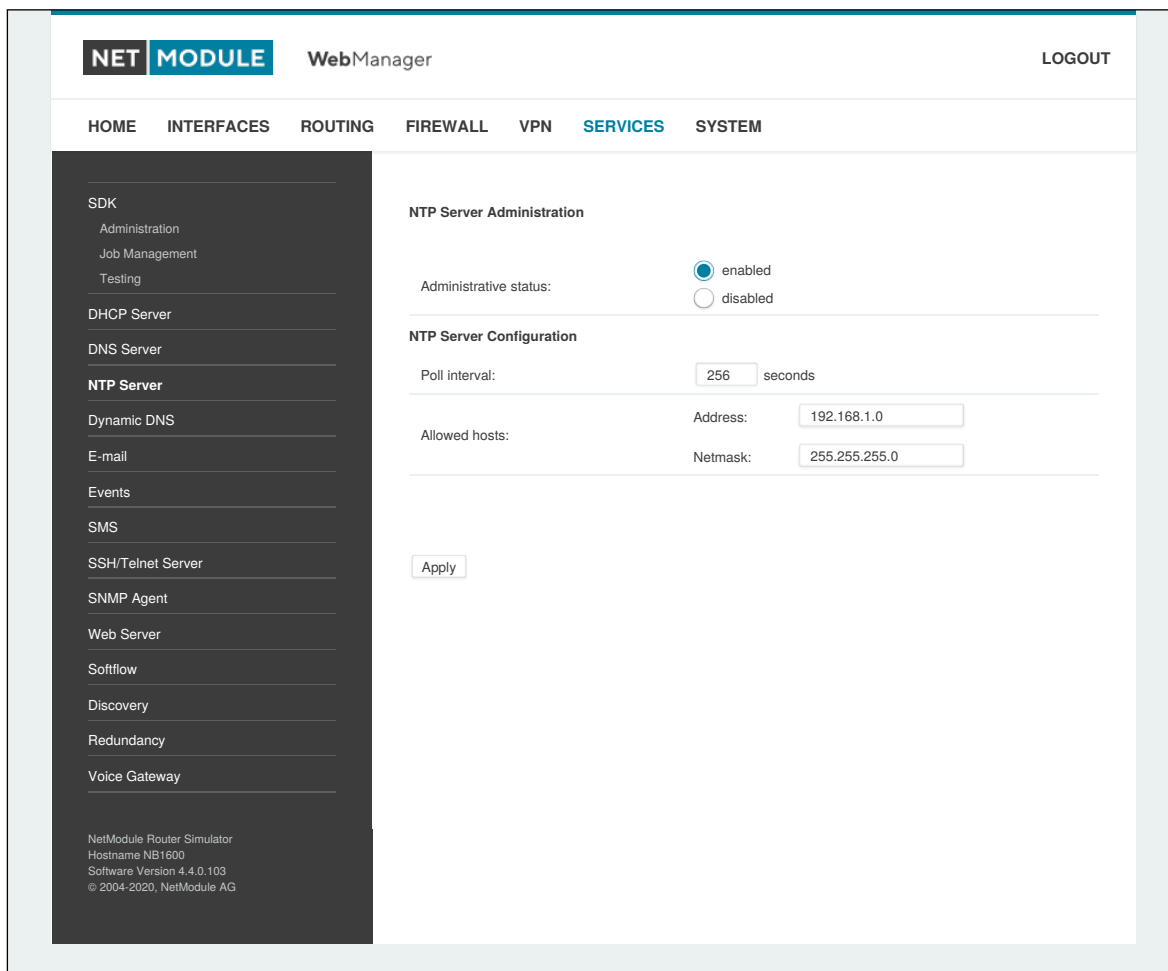 NET MODULE WebManager LOGOUT
HOME INTERFACES ROUTING FIREWALL VPN SERVICES SYSTEM
SDK
Administration
Job Management
Testing
DHCP Server
DNS Server
NTP Server
Dynamic DNS
E-mail
Events
SMS
SSH/Telnet Server
SNMP Agent
Web Server
Softflow
Discovery
Redundancy
Voice Gateway
NetModule Router Simulator
Hostname NB1600
Software Version 4.4.0.103
© 2004-2020, NetModule AG
NTP Server Administration
Administrative status:
enabled
disabled
NTP Server Configuration
Poll interval: 256 seconds
Allowed hosts:
Address: 192.168.1.0
Netmask: 255.255.255.0
Apply